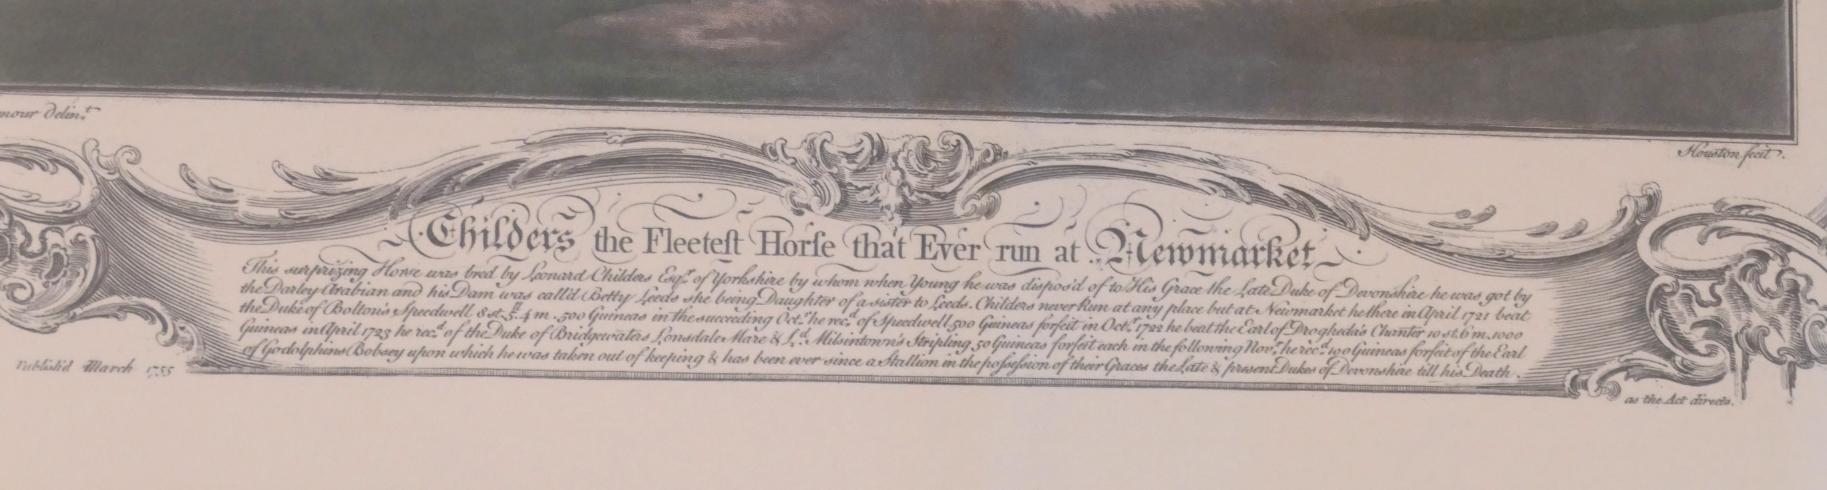 mour delin.t
Houston fecit.
Childers the Fleeteſt Horſe that Ever run at Newmarket
This surprizing Horse was bred by Leonard Childers Esq.r of Yorkshire by whom when Young he was dispos'd of to His Grace the Late Duke of Devonshire he was got by
the Darley Arabian and his Dam was call'd Betty Leeds she being Daughter of a sister to Leeds. Childers never Run at any place but at Newmarket he there in April 1721 beat
the Duke of Bolton's Speedwell 8 st. 5. 4 m. 500 Guineas in the succeeding Oct.r he rec.d of Speedwell 500 Guineas forfeit in Oct.r 1722 he beat the Earl of Drogheda's Chanter 10 st. 6 m. 1000
Guineas in April 1723 he rec.d of the Duke of Bridgewaters Lonsdale Mare & L.d Milsintown's Stripling 50 Guineas forfeit each in the following Nov.r he rec.d 100 Guineas forfeit of the Earl
of Godolphins Bobsey upon which he was taken out of keeping & has been ever since a Stallion in the poſseſsion of their Graces the Late & present Dukes of Devonshire till his Death.
Publish'd March 1755
as the Act directs.